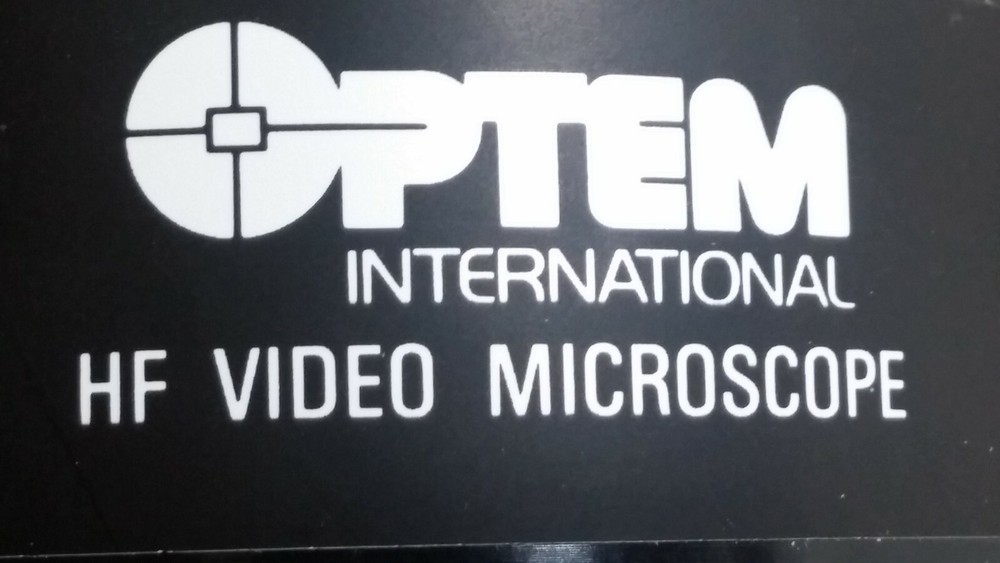 OPTEM
INTERNATIONAL
HF VIDEO MICROSCOPE